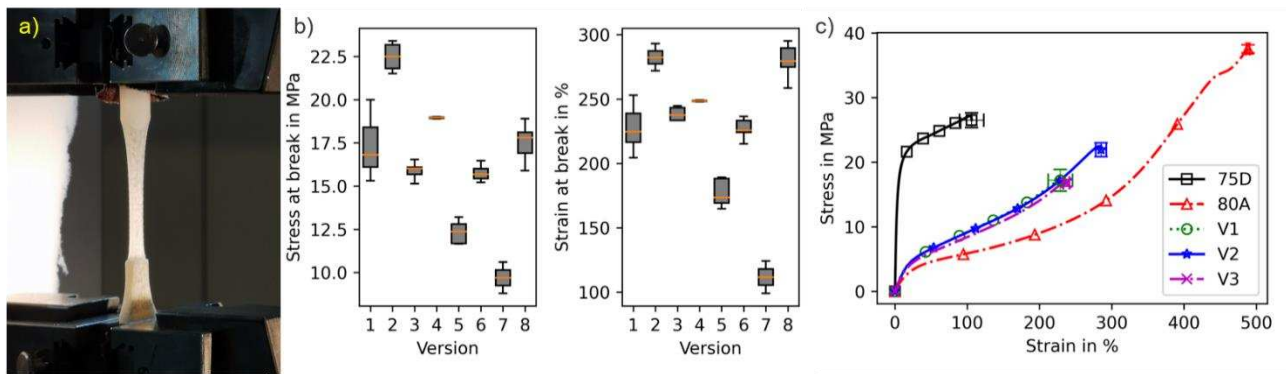 a)
b)
Stress at break in MPa
22.5
20.0
17.5
15.0
12.5
10.0
1 2 3 4 5 6 7 8
Version
Strain at break in %
250
200
150
100
1 2 3 4 5 6 7 8
Version
c)
Stress in MPa
40
30
20
10
0
0 100 200 300 400 500
Strain in %
75D
80A
V1
V2
V3